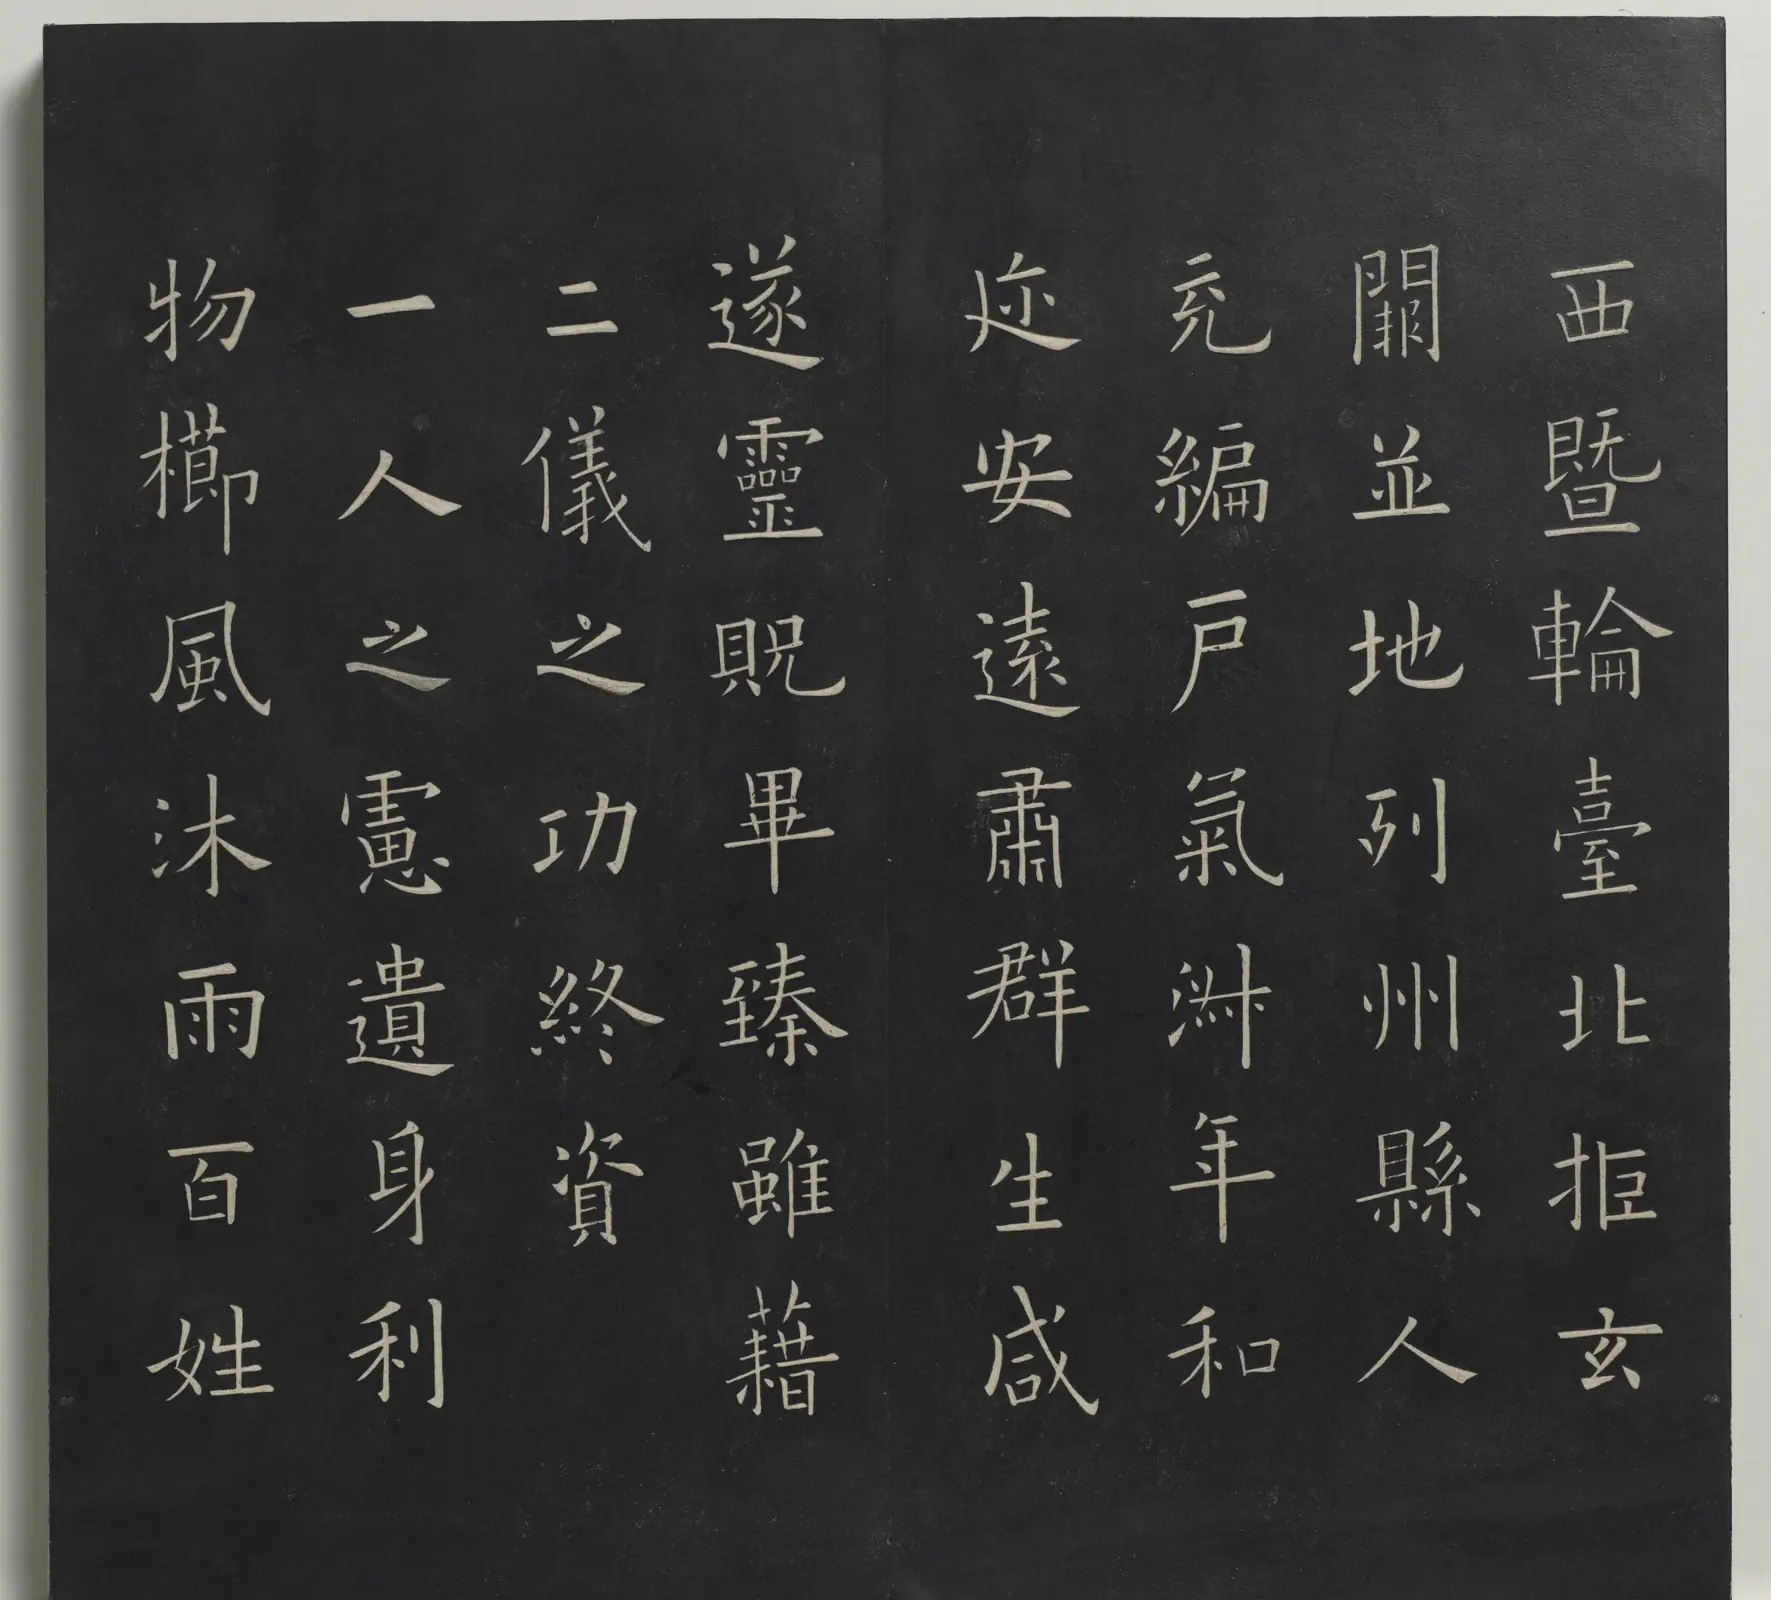 西暨輪臺北拒玄
闕並地列州縣人
充編戶氣淑年和
迩安遠肅群生咸
遂靈貺畢臻雖藉
二儀之功終資
一人之慮遺身利
物櫛風沐雨百姓